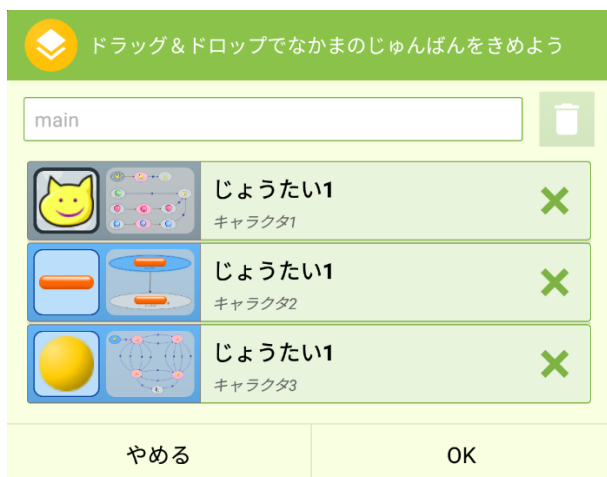 ドラッグ&ドロップでなかまのじゅんばんをきめよう
main
じょうたい1
キャラクタ1
じょうたい1
キャラクタ2
じょうたい1
キャラクタ3
やめる
OK